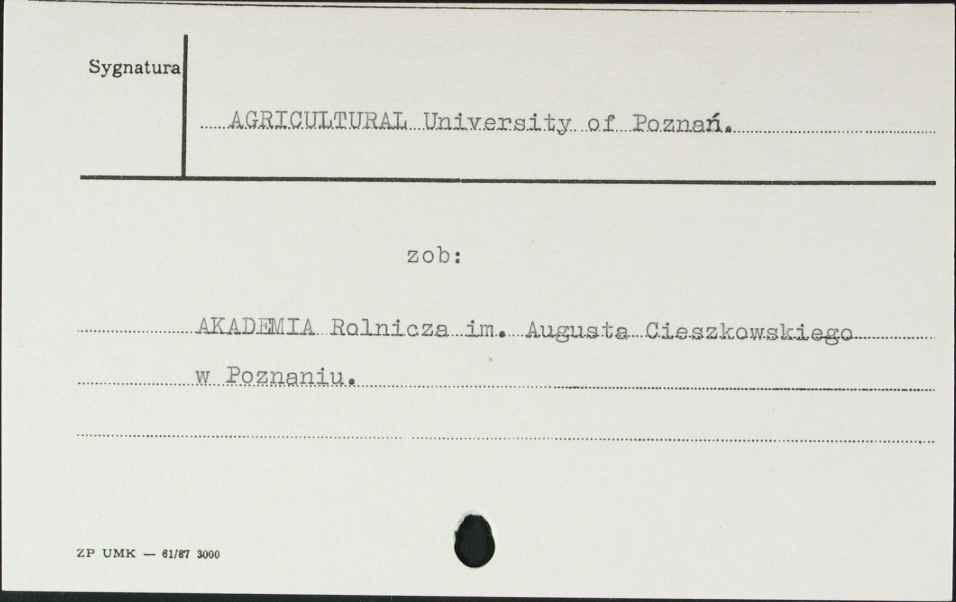 Sygnatura
AGRICULTURAL University of Poznań.
zob:
AKADEMIA Rolnicza im. Augusta Cieszkowskiego
w Poznaniu.
ZP UMK — 61/87 3000